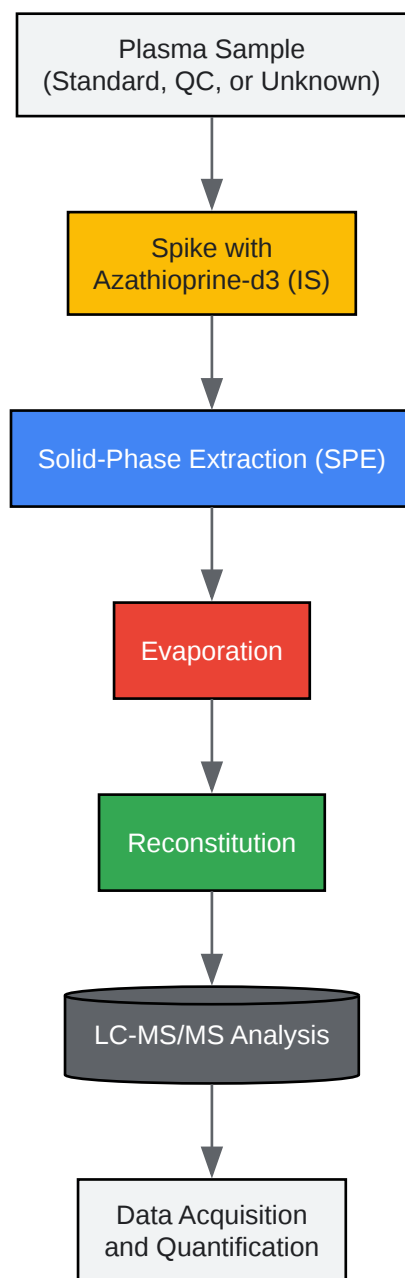 Plasma Sample
(Standard, QC, or Unknown)
Spike with
Azathioprine-d3 (IS)
Solid-Phase Extraction (SPE)
Evaporation
Reconstitution
LC-MS/MS Analysis
Data Acquisition
and Quantification